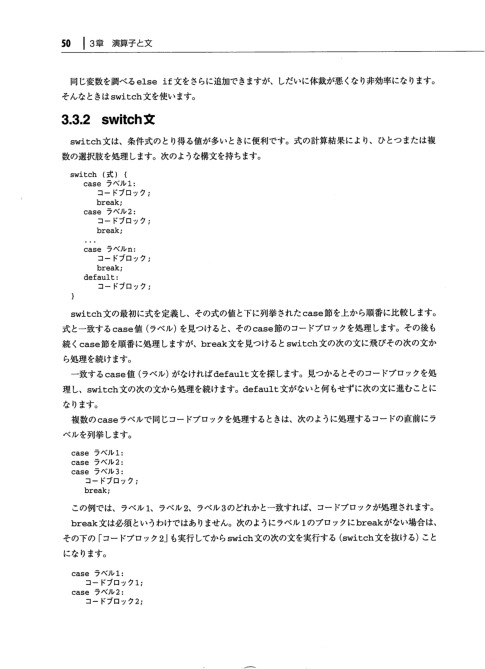 50 | 3章 演算子と文
同じ変数を調べるelse if文をさらに追加できますが、しだいに体裁が悪くなり非効率になります。
そんなときはswitch文を使います。
3.3.2 switch文
switch文は、条件式のとり得る値が多いときに便利です。式の計算結果により、ひとつまたは複
数の選択肢を処理します。次のような構文を持ちます。
switch (式) {
case ラベル1:
コードブロック;
break;
case ラベル2:
コードブロック;
break;
...
case ラベルn:
コードブロック;
break;
default:
コードブロック;
}
switch文の最初に式を定義し、その式の値と下に列挙されたcase節を上から順番に比較します。
式と一致するcase値(ラベル)を見つけると、そのcase節のコードブロックを処理します。その後も
続くcase節を順番に処理しますが、break文を見つけるとswitch文の次の文に飛びその次の文か
ら処理を続けます。
一致するcase値(ラベル)がなければdefault文を探します。見つかるとそのコードブロックを処
理し、switch文の次の文から処理を続けます。default文がないと何もせずに次の文に進むことに
なります。
複数のcaseラベルで同じコードブロックを処理するときは、次のように処理するコードの直前にラ
ベルを列挙します。
case ラベル1:
case ラベル2:
case ラベル3:
コードブロック;
break;
この例では、ラベル1、ラベル2、ラベル3のどれかと一致すれば、コードブロックが処理されます。
break文は必須というわけではありません。次のようにラベル1のブロックにbreakがない場合は、
その下の「コードブロック2」も実行してからswich文の次の文を実行する(switch文を抜ける)こと
になります。
case ラベル1:
コードブロック1;
case ラベル2:
コードブロック2;